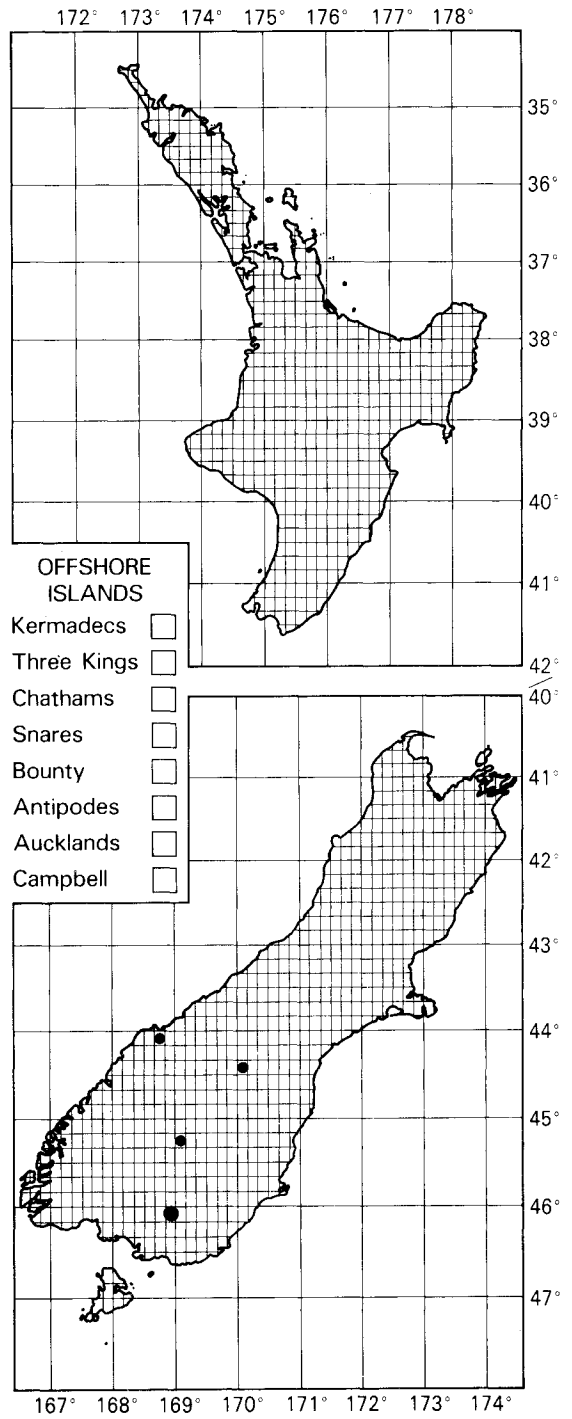 172° 173° 174° 175° 176° 177° 178°
35°
36°
37°
38°
39°
40°
41°
42°
OFFSHORE
ISLANDS
Kermadecs
Three Kings
Chathams
Snares
Bounty
Antipodes
Aucklands
Campbell
40°
41°
42°
43°
44°
45°
46°
47°
167° 168° 169° 170° 171° 172° 173° 174°